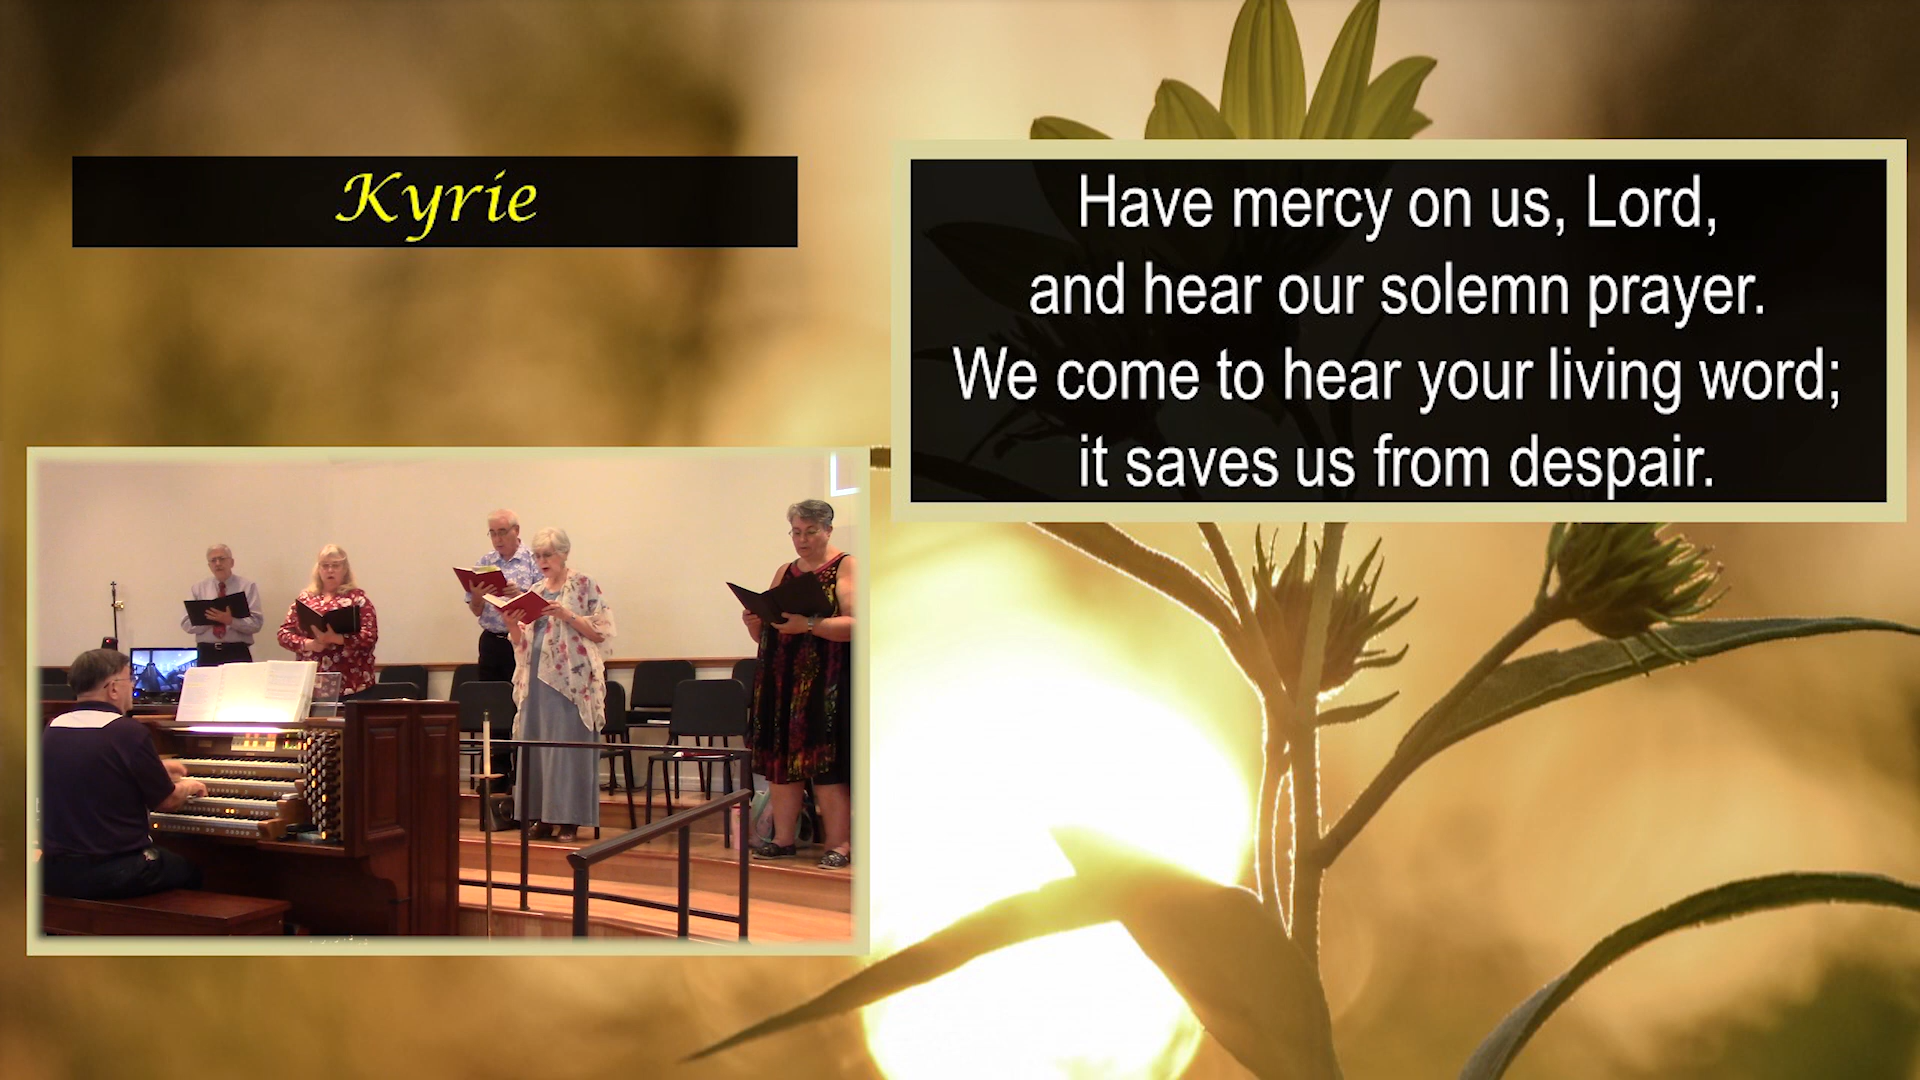 Kyrie
Have mercy on us, Lord,
and hear our solemn prayer.
We come to hear your living word;
it saves us from despair.